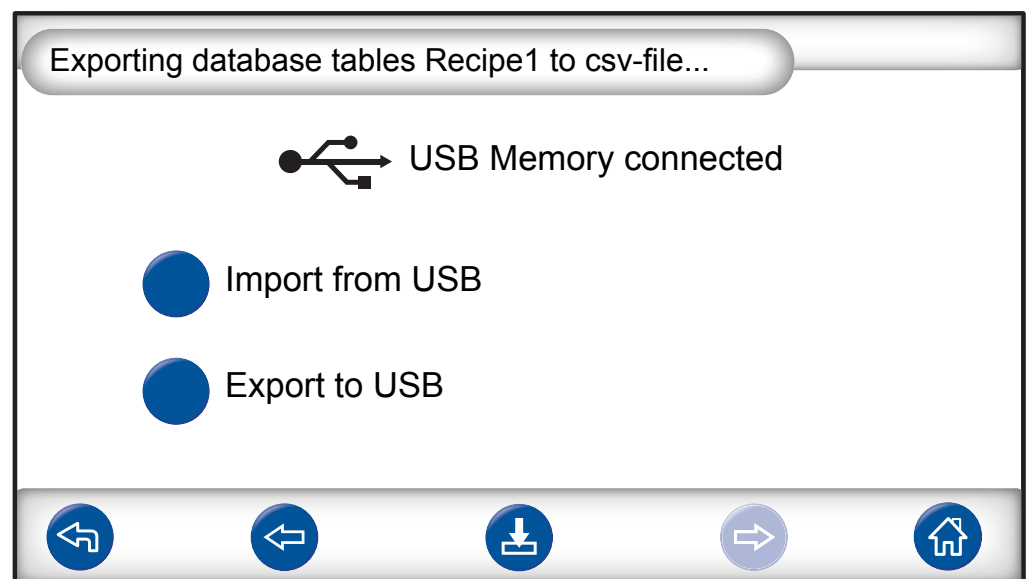 Exporting database tables Recipe1 to csv-file...
USB Memory connected
Import from USB
Export to USB